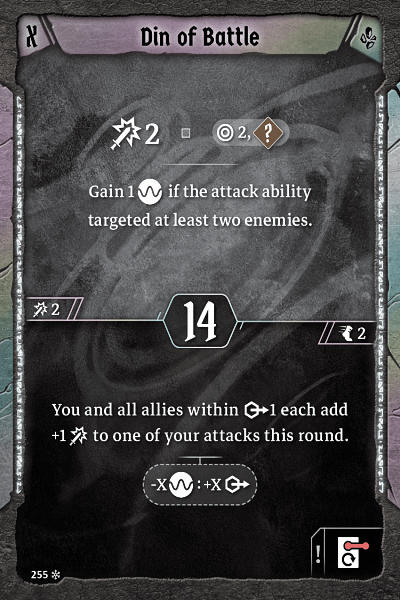 X
Din of Battle
2
2, ?
Gain 1 if the attack ability
targeted at least two enemies.
2
14
2
You and all allies within 1 each add
+1 to one of your attacks this round.
-X : +X
!
255